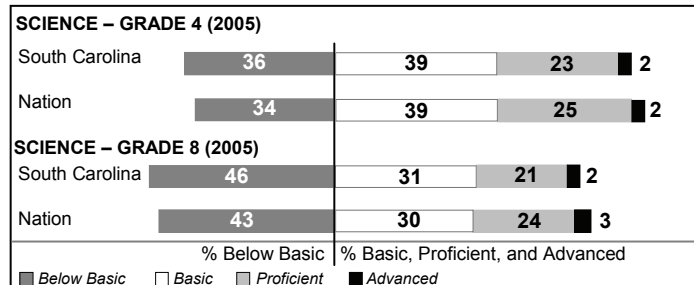 SCIENCE – GRADE 4 (2005)
South Carolina 36 39 23 2
Nation 34 39 25 2
SCIENCE – GRADE 8 (2005)
South Carolina 46 31 21 2
Nation 43 30 24 3
% Below Basic % Basic, Proficient, and Advanced
Below Basic Basic Proficient Advanced